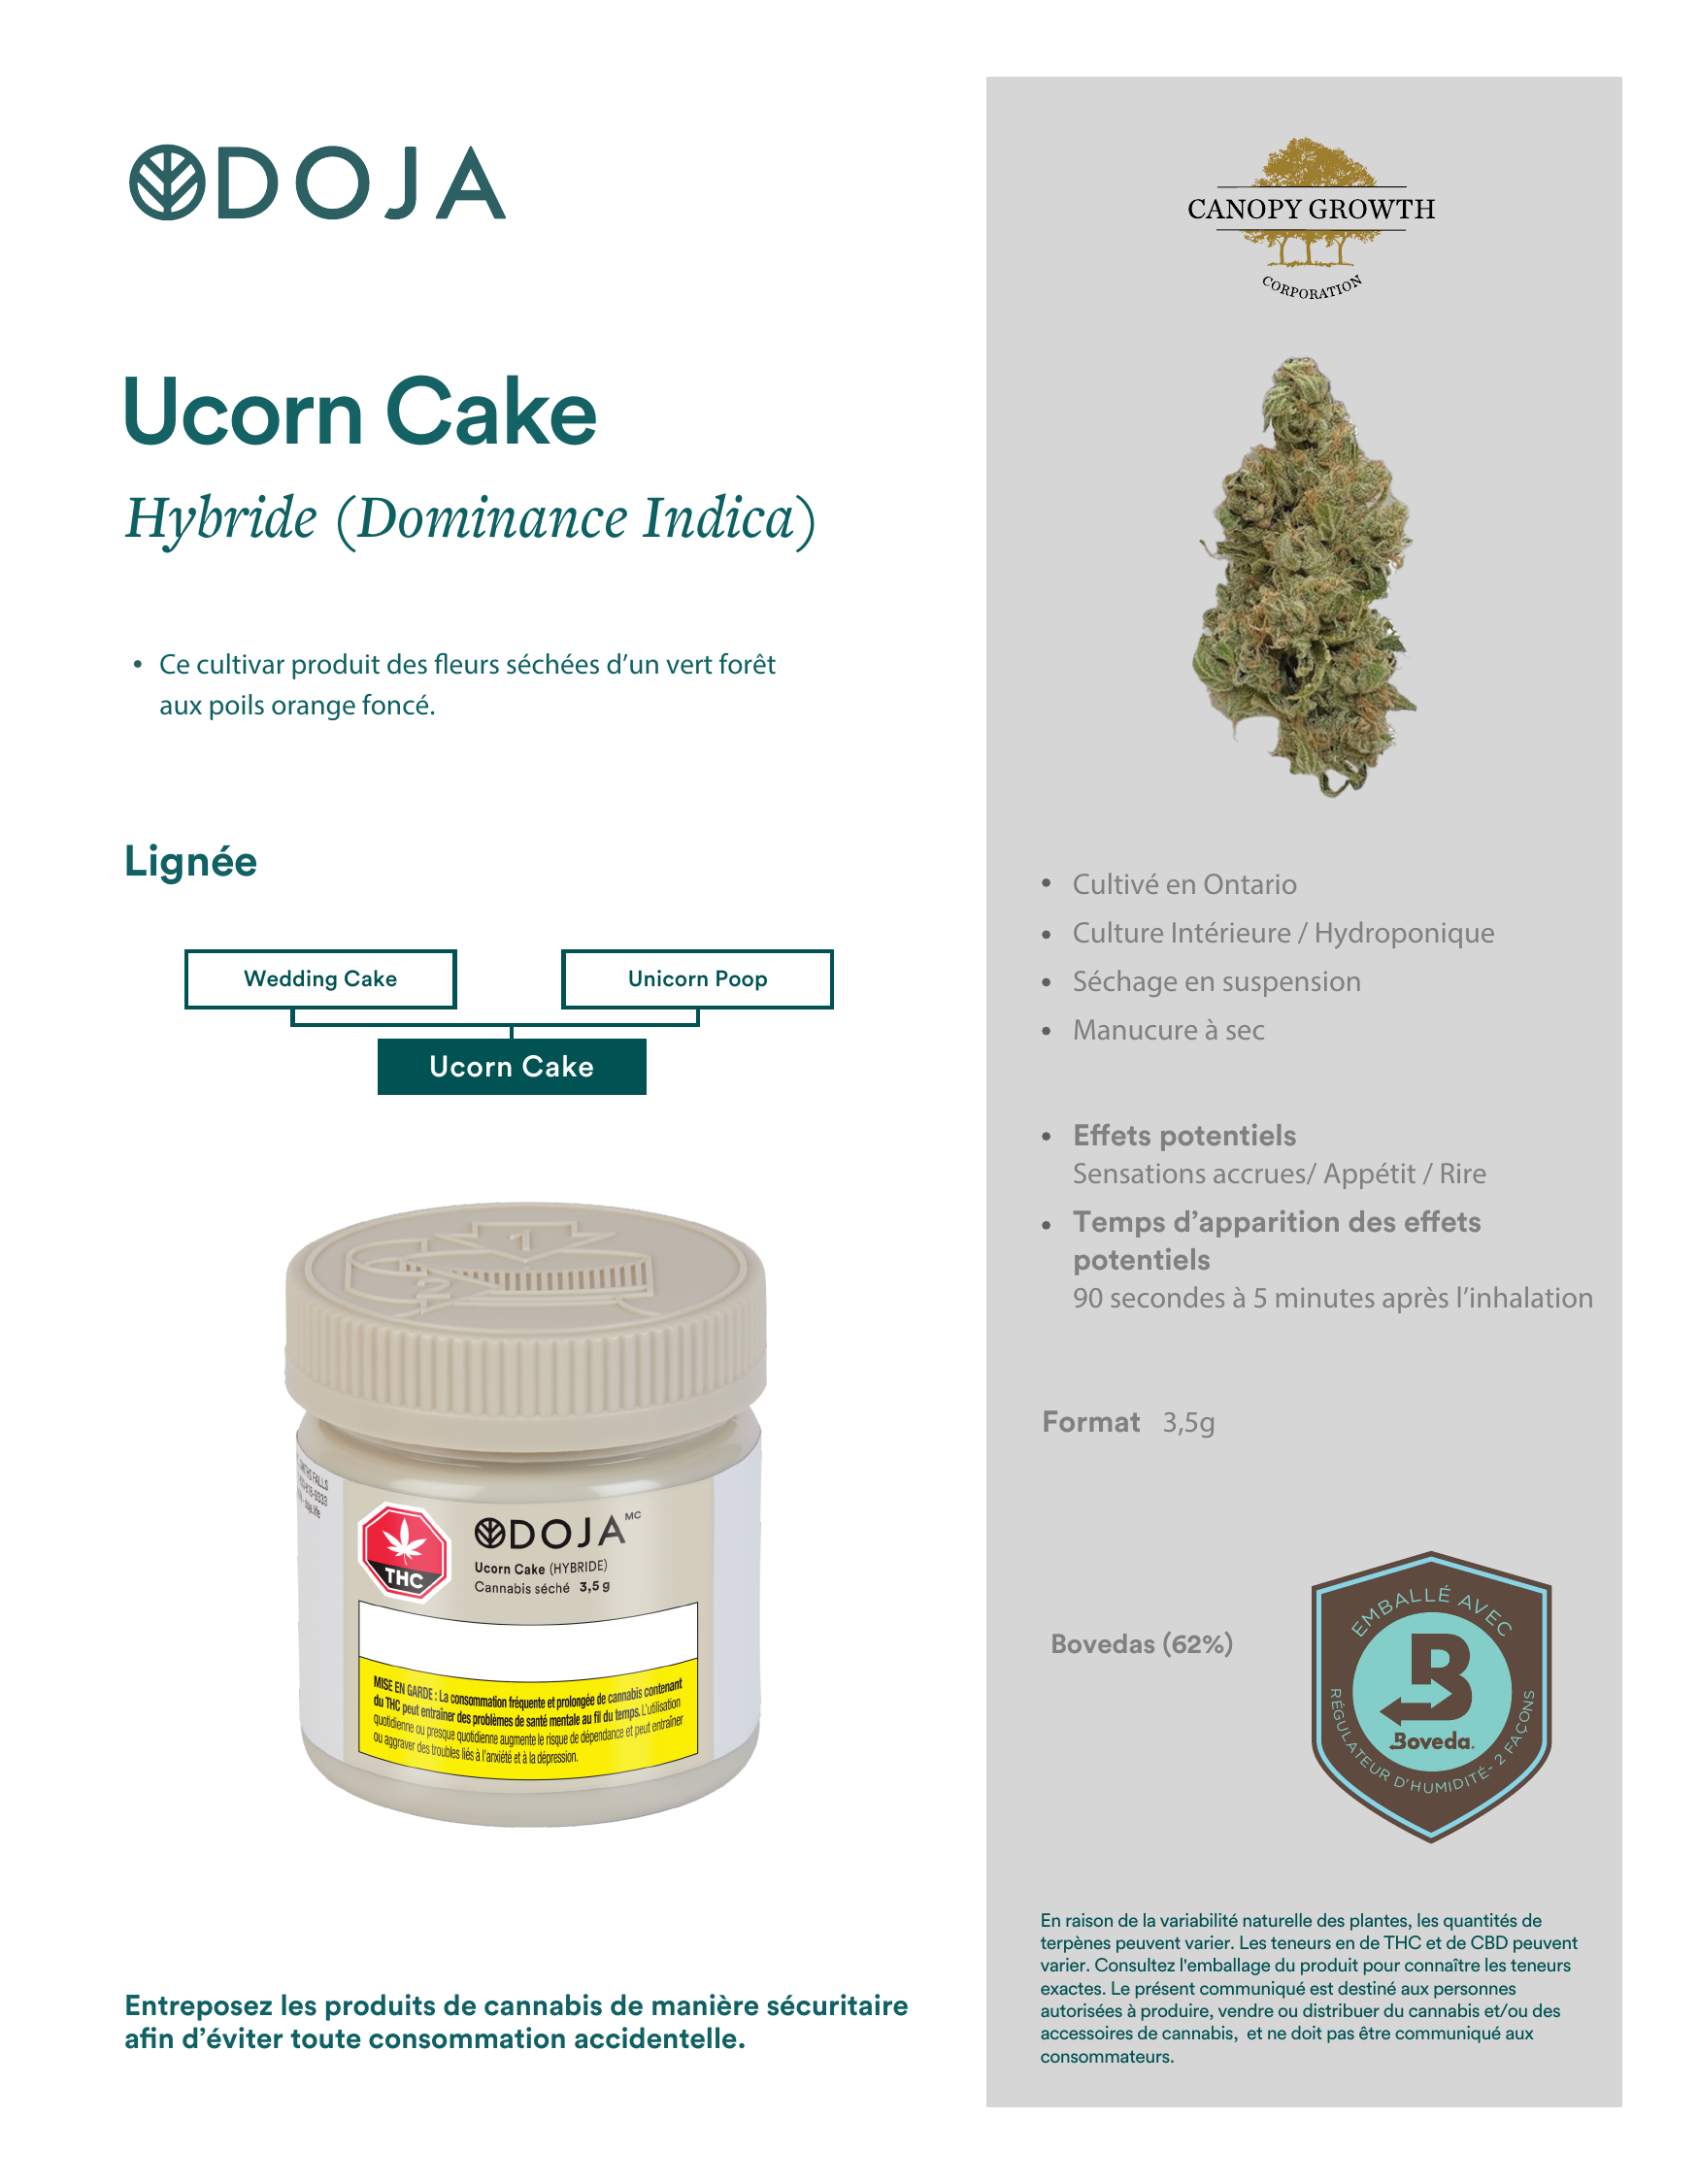 DOJA
Ucorn Cake
Hybride (Dominance Indica)
• Ce cultivar produit des fleurs séchées d’un vert forêt
aux poils orange foncé.
Lignée
Wedding Cake
Unicorn Poop
Ucorn Cake
1
2
THC
DOJA MC
Ucorn Cake (HYBRIDE)
Cannabis séché 3,5 g
MISE EN GARDE : La consommation fréquente et prolongée de cannabis contenant
du THC peut entraîner des problèmes de santé mentale au fil du temps. L'utilisation
quotidienne ou presque quotidienne augmente le risque de dépendance et peut entraîner
ou aggraver des troubles liés à l'anxiété et à la dépression.
Entreposez les produits de cannabis de manière sécuritaire
afin d’éviter toute consommation accidentelle.
CANOPY GROWTH
CORPORATION
• Cultivé en Ontario
• Culture Intérieure / Hydroponique
• Séchage en suspension
• Manucure à sec
• Effets potentiels
Sensations accrues/ Appétit / Rire
• Temps d’apparition des effets
potentiels
90 secondes à 5 minutes après l’inhalation
Format 3,5g
Bovedas (62%)
EMBALLÉ AVEC
B
Boveda.
RÉGULATEUR D'HUMIDITÉ- 2 FAÇONS
En raison de la variabilité naturelle des plantes, les quantités de
terpènes peuvent varier. Les teneurs en de THC et de CBD peuvent
varier. Consultez l'emballage du produit pour connaître les teneurs
exactes. Le présent communiqué est destiné aux personnes
autorisées à produire, vendre ou distribuer du cannabis et/ou des
accessoires de cannabis,  et ne doit pas être communiqué aux
consommateurs.